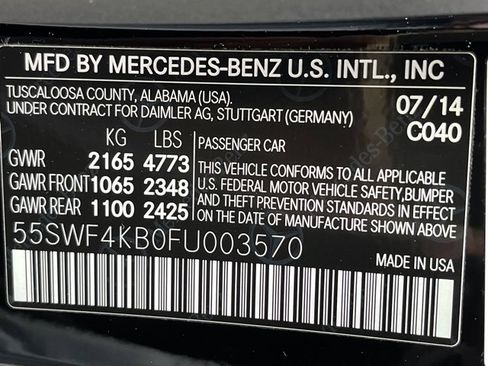 MFD BY MERCEDES-BENZ U.S. INTL., INC
TUSCALOOSA COUNTY, ALABAMA (USA). 07/14
UNDER CONTRACT FOR DAIMLER AG, STUTTGART (GERMANY) C040
KG LBS
GWR 2165 4773
GAWR FRONT 1065 2348
GAWR REAR 1100 2425
PASSENGER CAR
THIS VEHICLE CONFORMS TO ALL APPLICABLE
U.S. FEDERAL MOTOR VEHICLE SAFETY, BUMPER
AND THEFT PREVENTION STANDARDS IN EFFECT
ON THE DATE OF MANUFACTURE SHOWN ABOVE.
55SWF4KB0FU003570
MADE IN USA